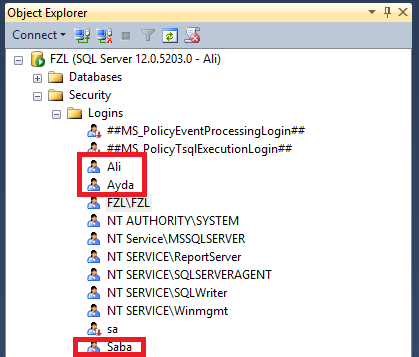 Object Explorer
Connect
FZL (SQL Server 12.0.5203.0 - Ali)
Databases
Security
Logins
##MS_PolicyEventProcessingLogin##
##MS_PolicyTsqlExecutionLogin##
Ali
Ayda
FZL\FZL
NT AUTHORITY\SYSTEM
NT Service\MSSQLSERVER
NT SERVICE\ReportServer
NT SERVICE\SQLSERVERAGENT
NT SERVICE\SQLWriter
NT SERVICE\Winmgmt
sa
Saba